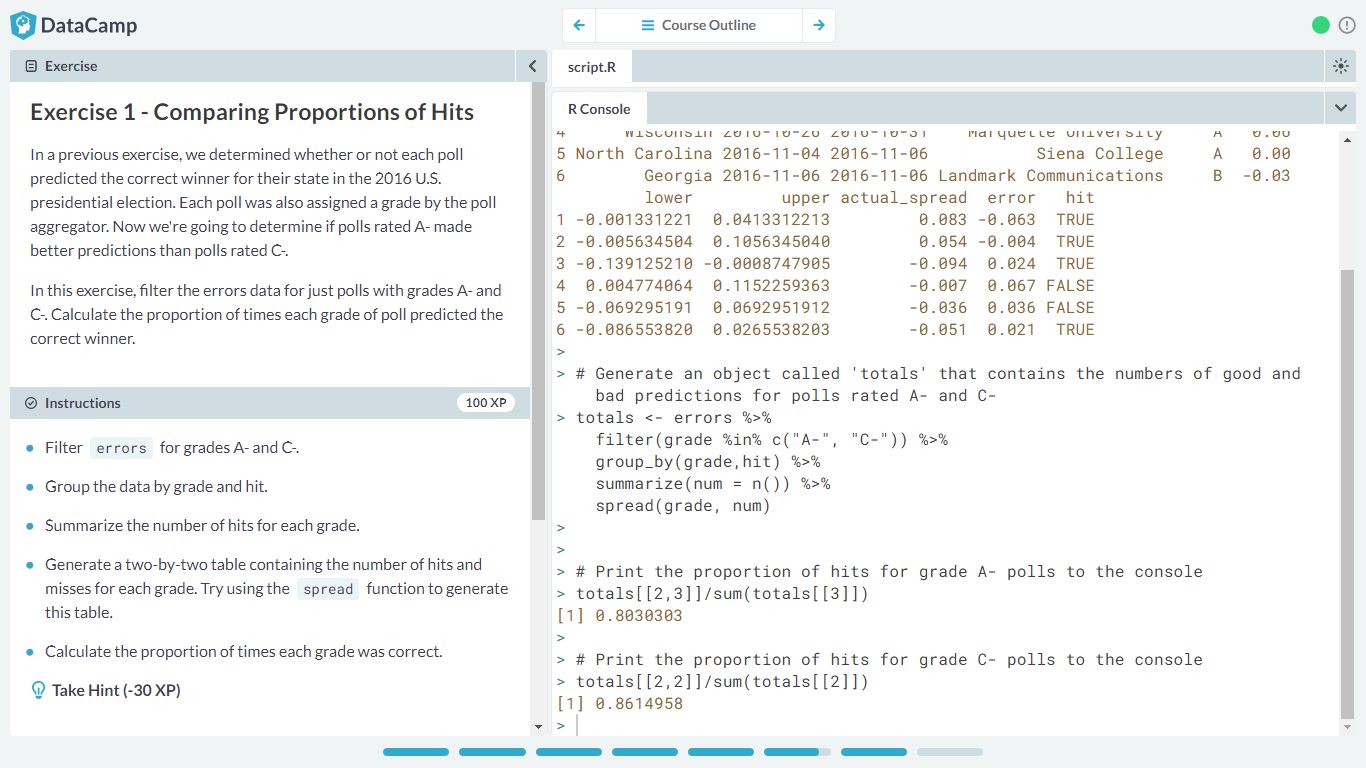 DataCamp
Course Outline
Exercise
Exercise 1 - Comparing Proportions of Hits
In a previous exercise, we determined whether or not each poll
predicted the correct winner for their state in the 2016 U.S.
presidential election. Each poll was also assigned a grade by the poll
aggregator. Now we're going to determine if polls rated A- made
better predictions than polls rated C-.
In this exercise, filter the errors data for just polls with grades A- and
C-. Calculate the proportion of times each grade of poll predicted the
correct winner.
Instructions
100 XP
Filter errors for grades A- and C-.
Group the data by grade and hit.
Summarize the number of hits for each grade.
Generate a two-by-two table containing the number of hits and
misses for each grade. Try using the spread function to generate
this table.
Calculate the proportion of times each grade was correct.
Take Hint (-30 XP)
script.R
R Console
4 Wisconsin 2016-10-26 2016-10-31 Marquette University A 0.06
5 North Carolina 2016-11-04 2016-11-06 Siena College A 0.00
6 Georgia 2016-11-06 2016-11-06 Landmark Communications B -0.03
lower upper actual_spread error hit
1 -0.001331221 0.0413312213 0.083 -0.063 TRUE
2 -0.005634504 0.1056345040 0.054 -0.004 TRUE
3 -0.139125210 -0.0008747905 -0.094 0.024 TRUE
4 0.004774064 0.1152259363 -0.007 0.067 FALSE
5 -0.069295191 0.0692951912 -0.036 0.036 FALSE
6 -0.086553820 0.0265538203 -0.051 0.021 TRUE
>
> # Generate an object called 'totals' that contains the numbers of good and
bad predictions for polls rated A- and C-
> totals <- errors %>%
filter(grade %in% c("A-", "C-")) %>%
group_by(grade,hit) %>%
summarize(num = n()) %>%
spread(grade, num)
>
>
> # Print the proportion of hits for grade A- polls to the console
> totals[[2,3]]/sum(totals[[3]])
[1] 0.8030303
>
> # Print the proportion of hits for grade C- polls to the console
> totals[[2,2]]/sum(totals[[2]])
[1] 0.8614958
>